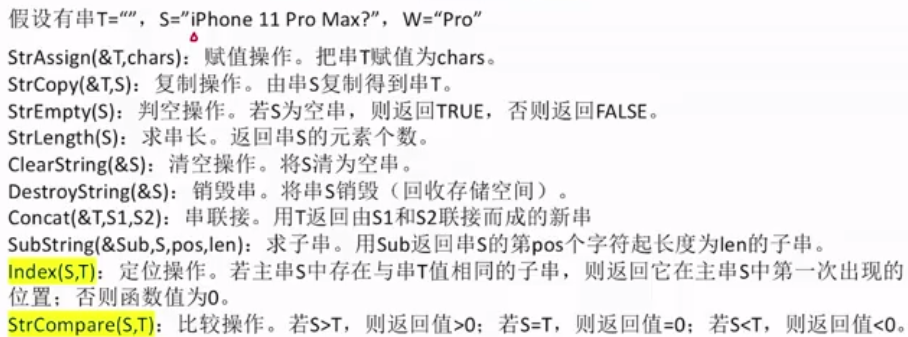 假设有串T=“”，S=”iPhone 11 Pro Max?”，W=“Pro”
StrAssign(&T,chars)：赋值操作。把串T赋值为chars。
StrCopy(&T,S)：复制操作。由串S复制得到串T。
StrEmpty(S)：判空操作。若S为空串，则返回TRUE，否则返回FALSE。
StrLength(S)：求串长。返回串S的元素个数。
ClearString(&S)：清空操作。将S清为空串。
DestroyString(&S)：销毁串。将串S销毁（回收存储空间）。
Concat(&T,S1,S2)：串联接。用T返回由S1和S2联接而成的新串
SubString(&Sub,S,pos,len)：求子串。用Sub返回串S的第pos个字符起长度为len的子串。
Index(S,T)：定位操作。若主串S中存在与串T值相同的子串，则返回它在主串S中第一次出现的
位置；否则函数值为0。
StrCompare(S,T)：比较操作。若S>T，则返回值>0；若S=T，则返回值=0；若S<T，则返回值<0。